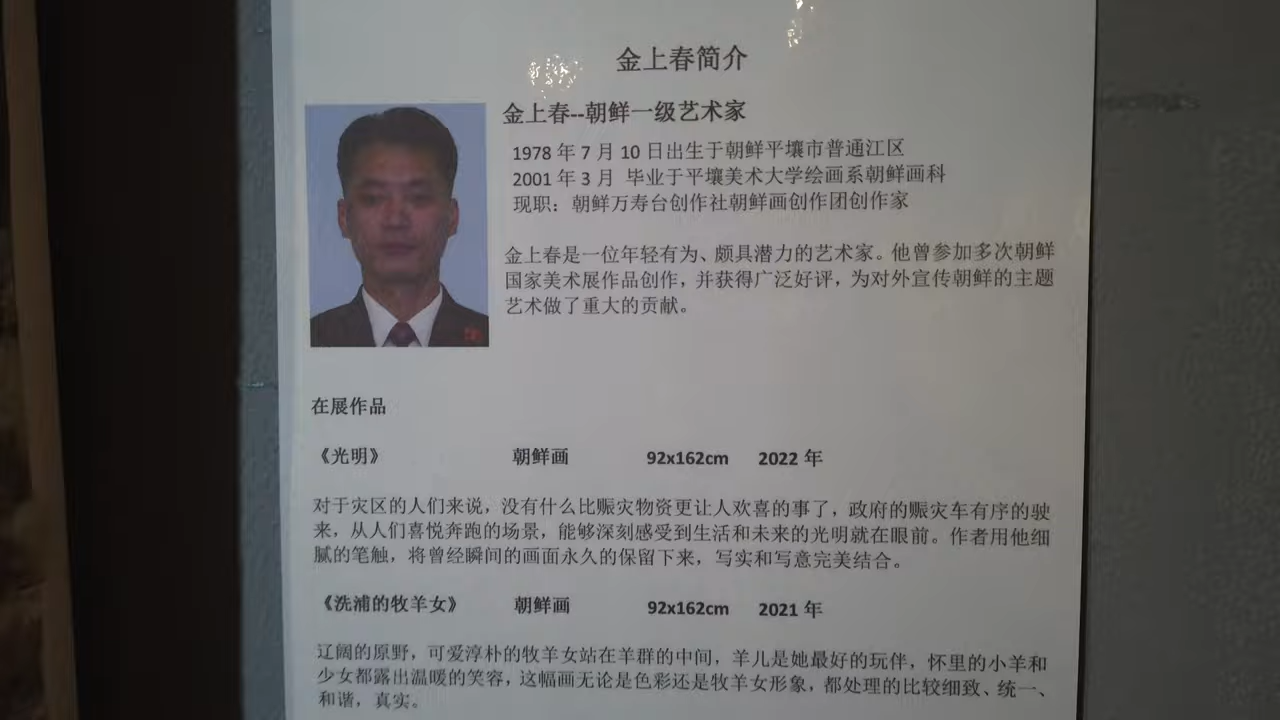 金上春简介
金上春--朝鲜一级艺术家
1978 年 7 月 10 日出生于朝鲜平壤市普通江区
2001 年 3 月 毕业于平壤美术大学绘画系朝鲜画科
现职：朝鲜万寿台创作社朝鲜画创作团创作家
金上春是一位年轻有为、颇具潜力的艺术家。他曾参加多次朝鲜
国家美术展作品创作，并获得广泛好评，为对外宣传朝鲜的主题
艺术做了重大的贡献。
在展作品
《光明》 朝鲜画 92x162cm 2022 年
对于灾区的人们来说，没有什么比赈灾物资更让人欢喜的事了，政府的赈灾车有序的驶
来，从人们喜悦奔跑的场景，能够深刻感受到生活和未来的光明就在眼前。作者用他细
腻的笔触，将曾经瞬间的画面永久的保留下来，写实和写意完美结合。
《洗浦的牧羊女》 朝鲜画 92x162cm 2021 年
辽阔的原野，可爱淳朴的牧羊女站在羊群的中间，羊儿是她最好的玩伴，怀里的小羊和
少女都露出温暖的笑容，这幅画无论是色彩还是牧羊女形象，都处理的比较细致、统一、
和谐，真实。